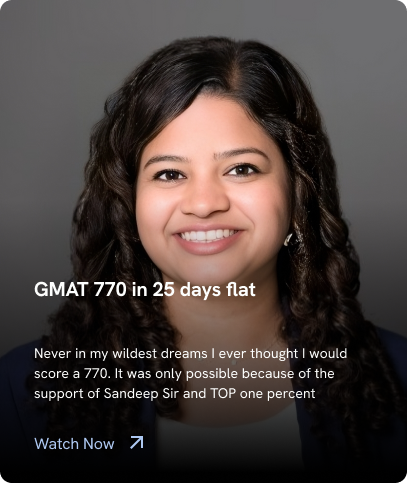 GMAT 770 in 25 days flat
Never in my wildest dreams I ever thought I would
score a 770. It was only possible because of the
support of Sandeep Sir and TOP one percent
Watch Now